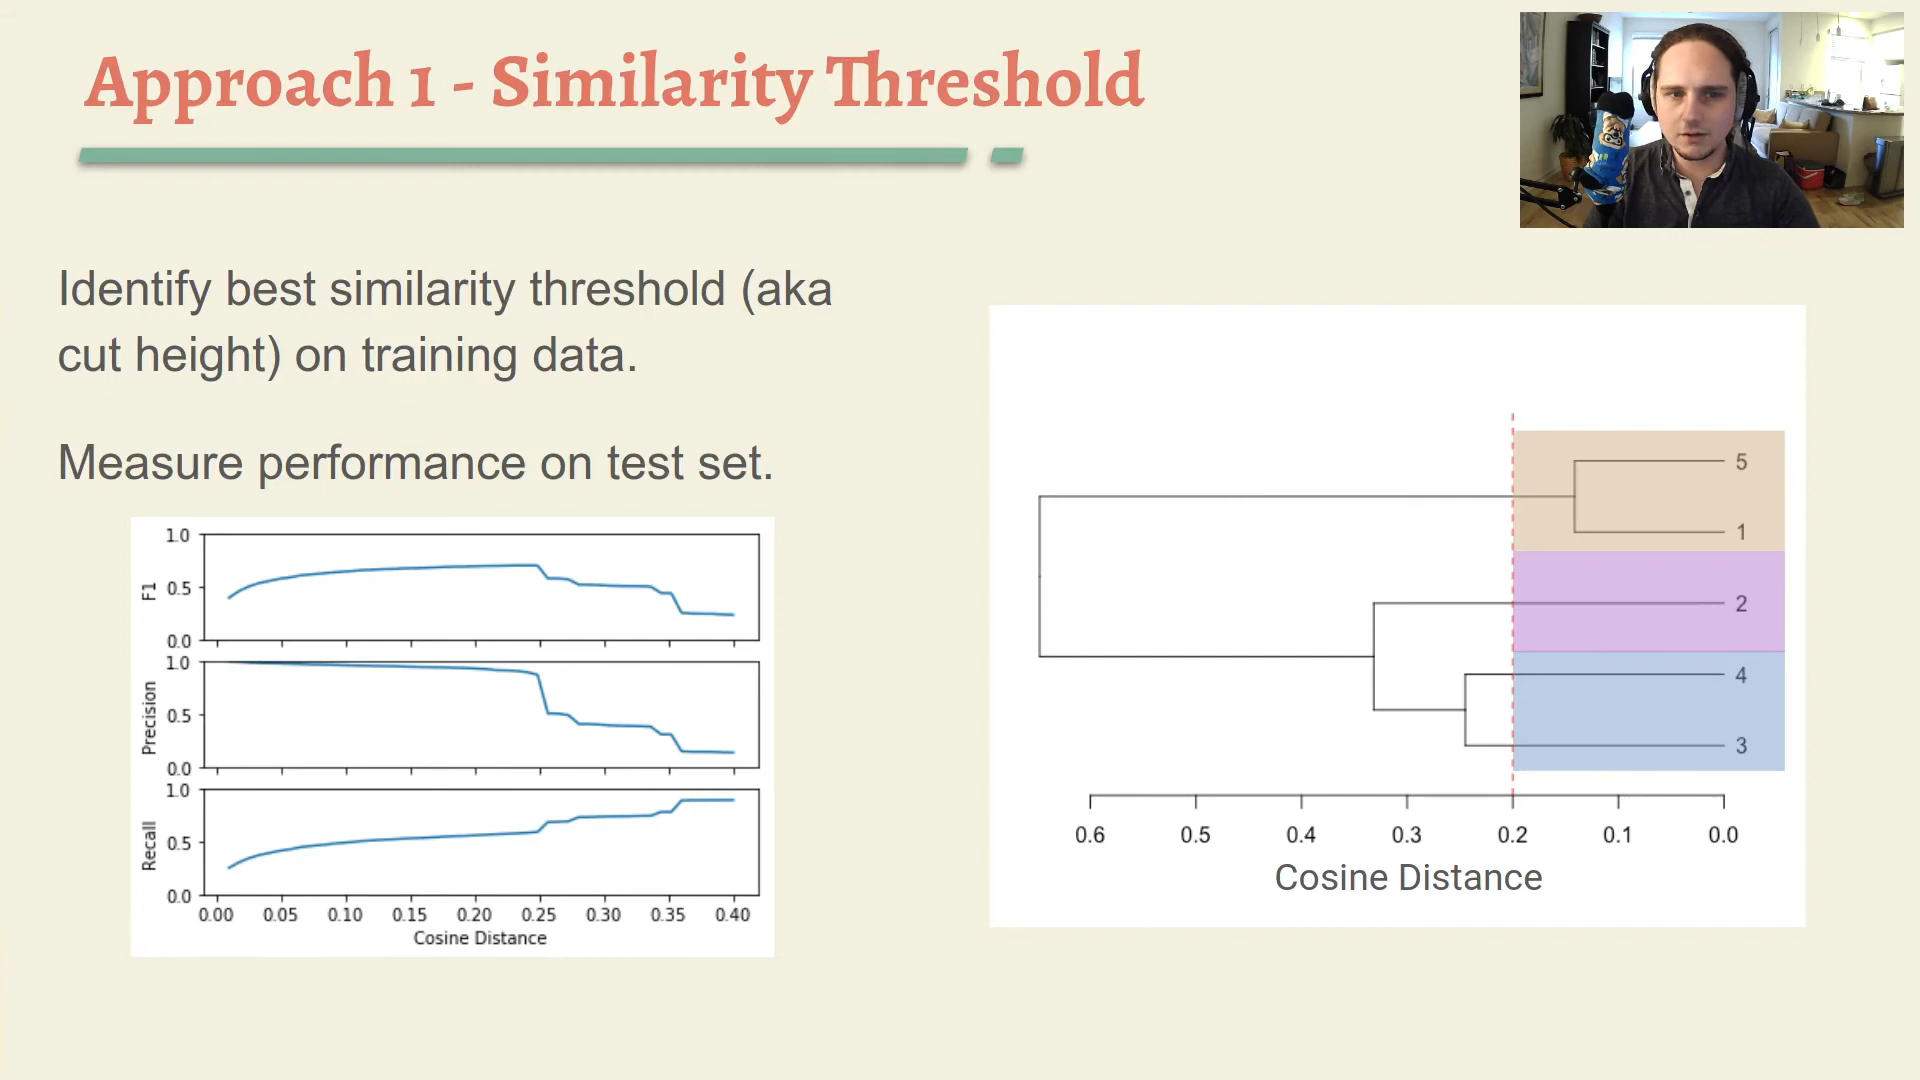 Approach 1 - Similarity Threshold
Identify best similarity threshold (aka
cut height) on training data.
Measure performance on test set.
1.0
F1
0.5
0.0
1.0
Precision
0.5
0.0
1.0
Recall
0.5
0.0
0.00 0.05 0.10 0.15 0.20 0.25 0.30 0.35 0.40
Cosine Distance
5
1
2
4
3
0.6 0.5 0.4 0.3 0.2 0.1 0.0
Cosine Distance